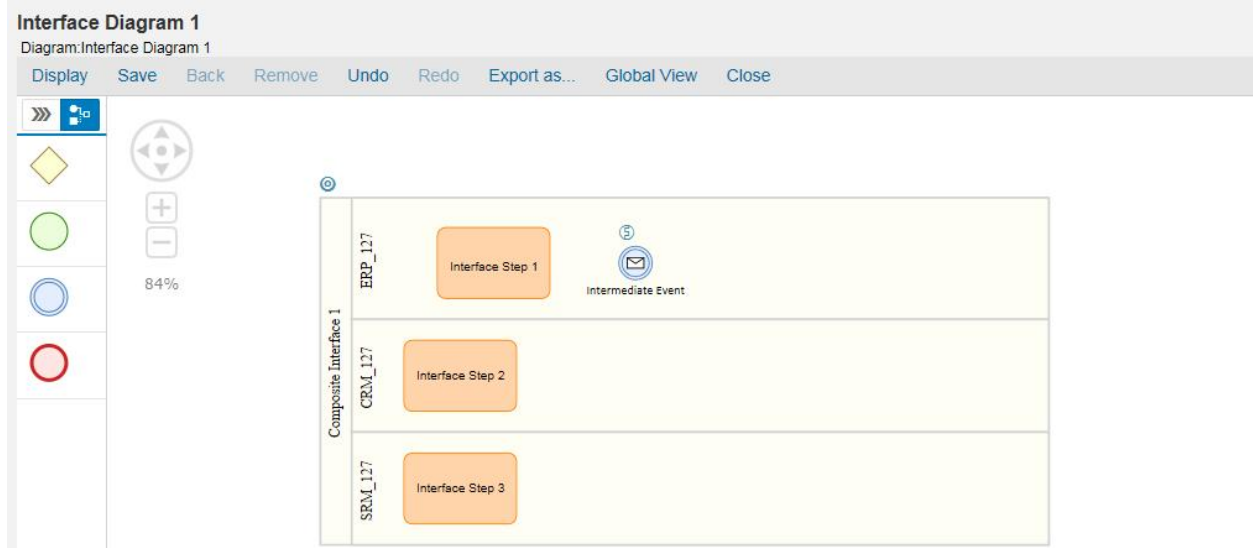 Interface Diagram 1
Diagram:Interface Diagram 1
Display Save Back Remove Undo Redo Export as... Global View Close
84%
Composite Interface 1
ERP_127
Interface Step 1
Intermediate Event
CRM_127
Interface Step 2
SRM_127
Interface Step 3